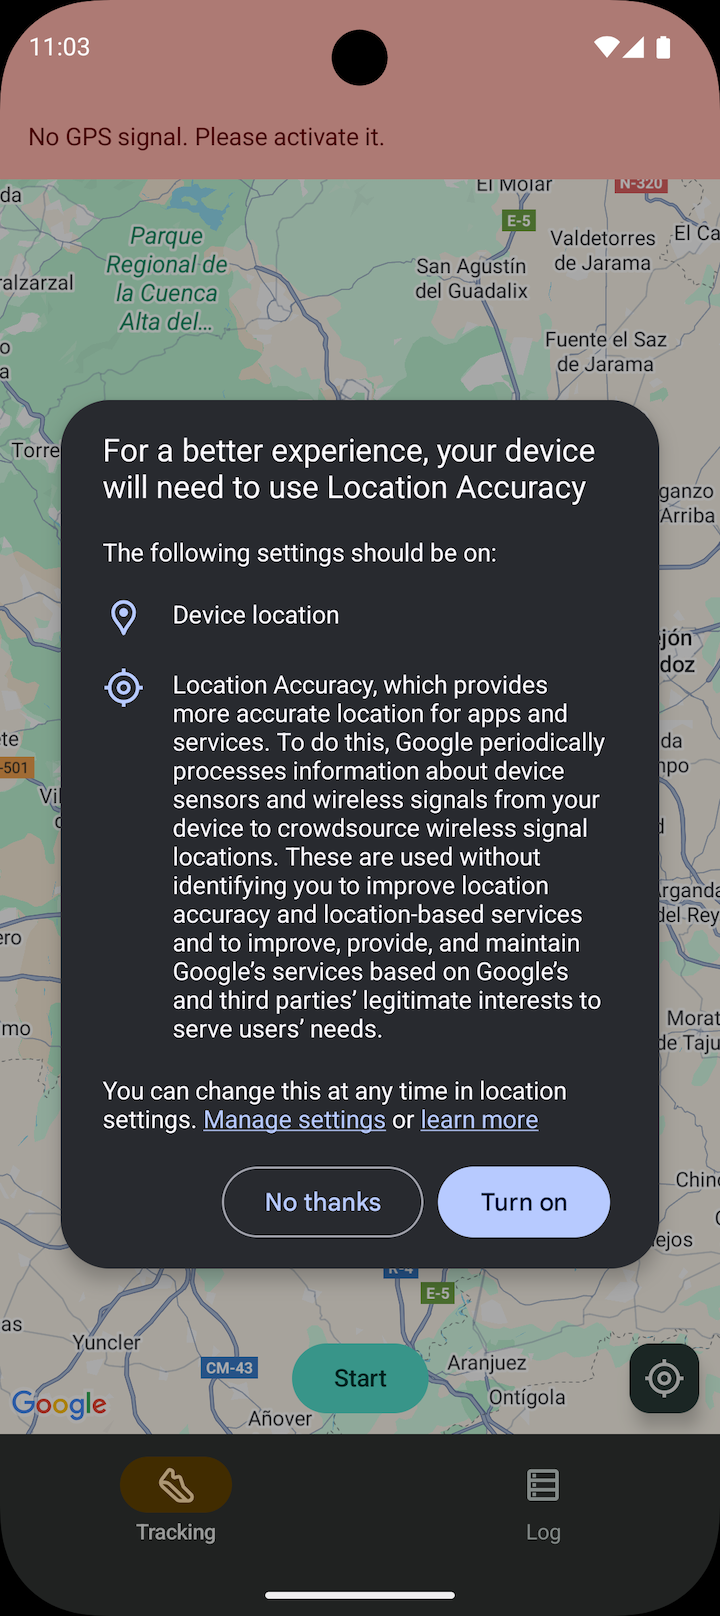 11:03
No GPS signal. Please activate it.
da
El Molar
N-320
E-5
Parque
Regional de
la Cuenca
Alta del...
Valdetorres
de Jarama
El Ca
ralzarzal
San Agustín
del Guadalix
o
a
Fuente el Saz
de Jarama
Torre
ganzo
Arriba
For a better experience, your device
will need to use Location Accuracy
The following settings should be on:
Device location
Location Accuracy, which provides
more accurate location for apps and
services. To do this, Google periodically
processes information about device
sensors and wireless signals from your
device to crowdsource wireless signal
locations. These are used without
identifying you to improve location
accuracy and location-based services
and to improve, provide, and maintain
Google’s services based on Google’s
and third parties’ legitimate interests to
serve users’ needs.
You can change this at any time in location
settings. Manage settings or learn more
No thanks
Turn on
ejón
doz
ete
-501
Vil
da
mpo
Arganda
del Rey
ero
mo
Morat
de Taju
Chinc
ejos
R-4
E-5
as
Yuncler
CM-43
Start
Aranjuez
Ontígola
Google
Añover
Tracking
Log